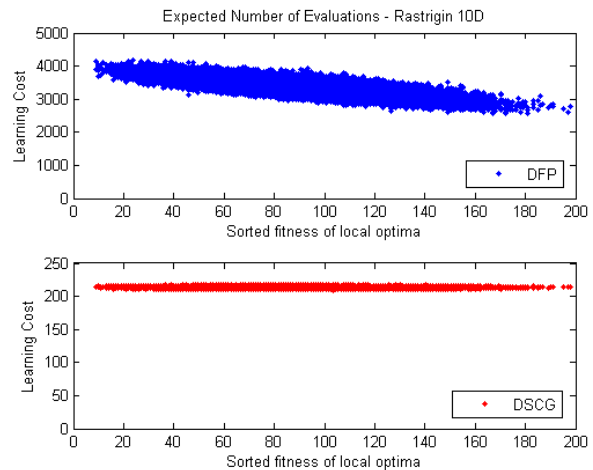 Expected Number of Evaluations - Rastrigin 10D
5000
4000
3000
2000
1000
0
Learning Cost
DFP
0 20 40 60 80 100 120 140 160 180 200
Sorted fitness of local optima
250
200
150
100
50
0
Learning Cost
DSCG
0 20 40 60 80 100 120 140 160 180 200
Sorted fitness of local optima